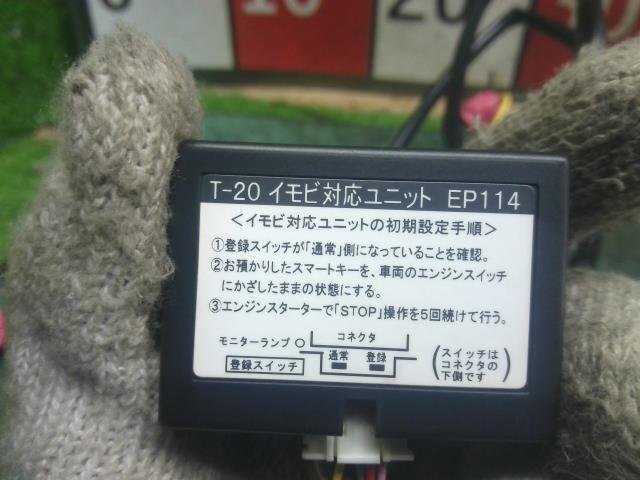 20
T-20 イモビ対応ユニット EP114
＜イモビ対応ユニットの初期設定手順＞
①登録スイッチが「通常」側になっていることを確認。
②お預かりしたスマートキーを、車両のエンジンスイッチ
にかざしたままの状態にする。
③エンジンスターターで「STOP」操作を5回続けて行う。
モニターランプ
コネクタ
通常 登録
登録スイッチ
(スイッチは
コネクタの
下側です)